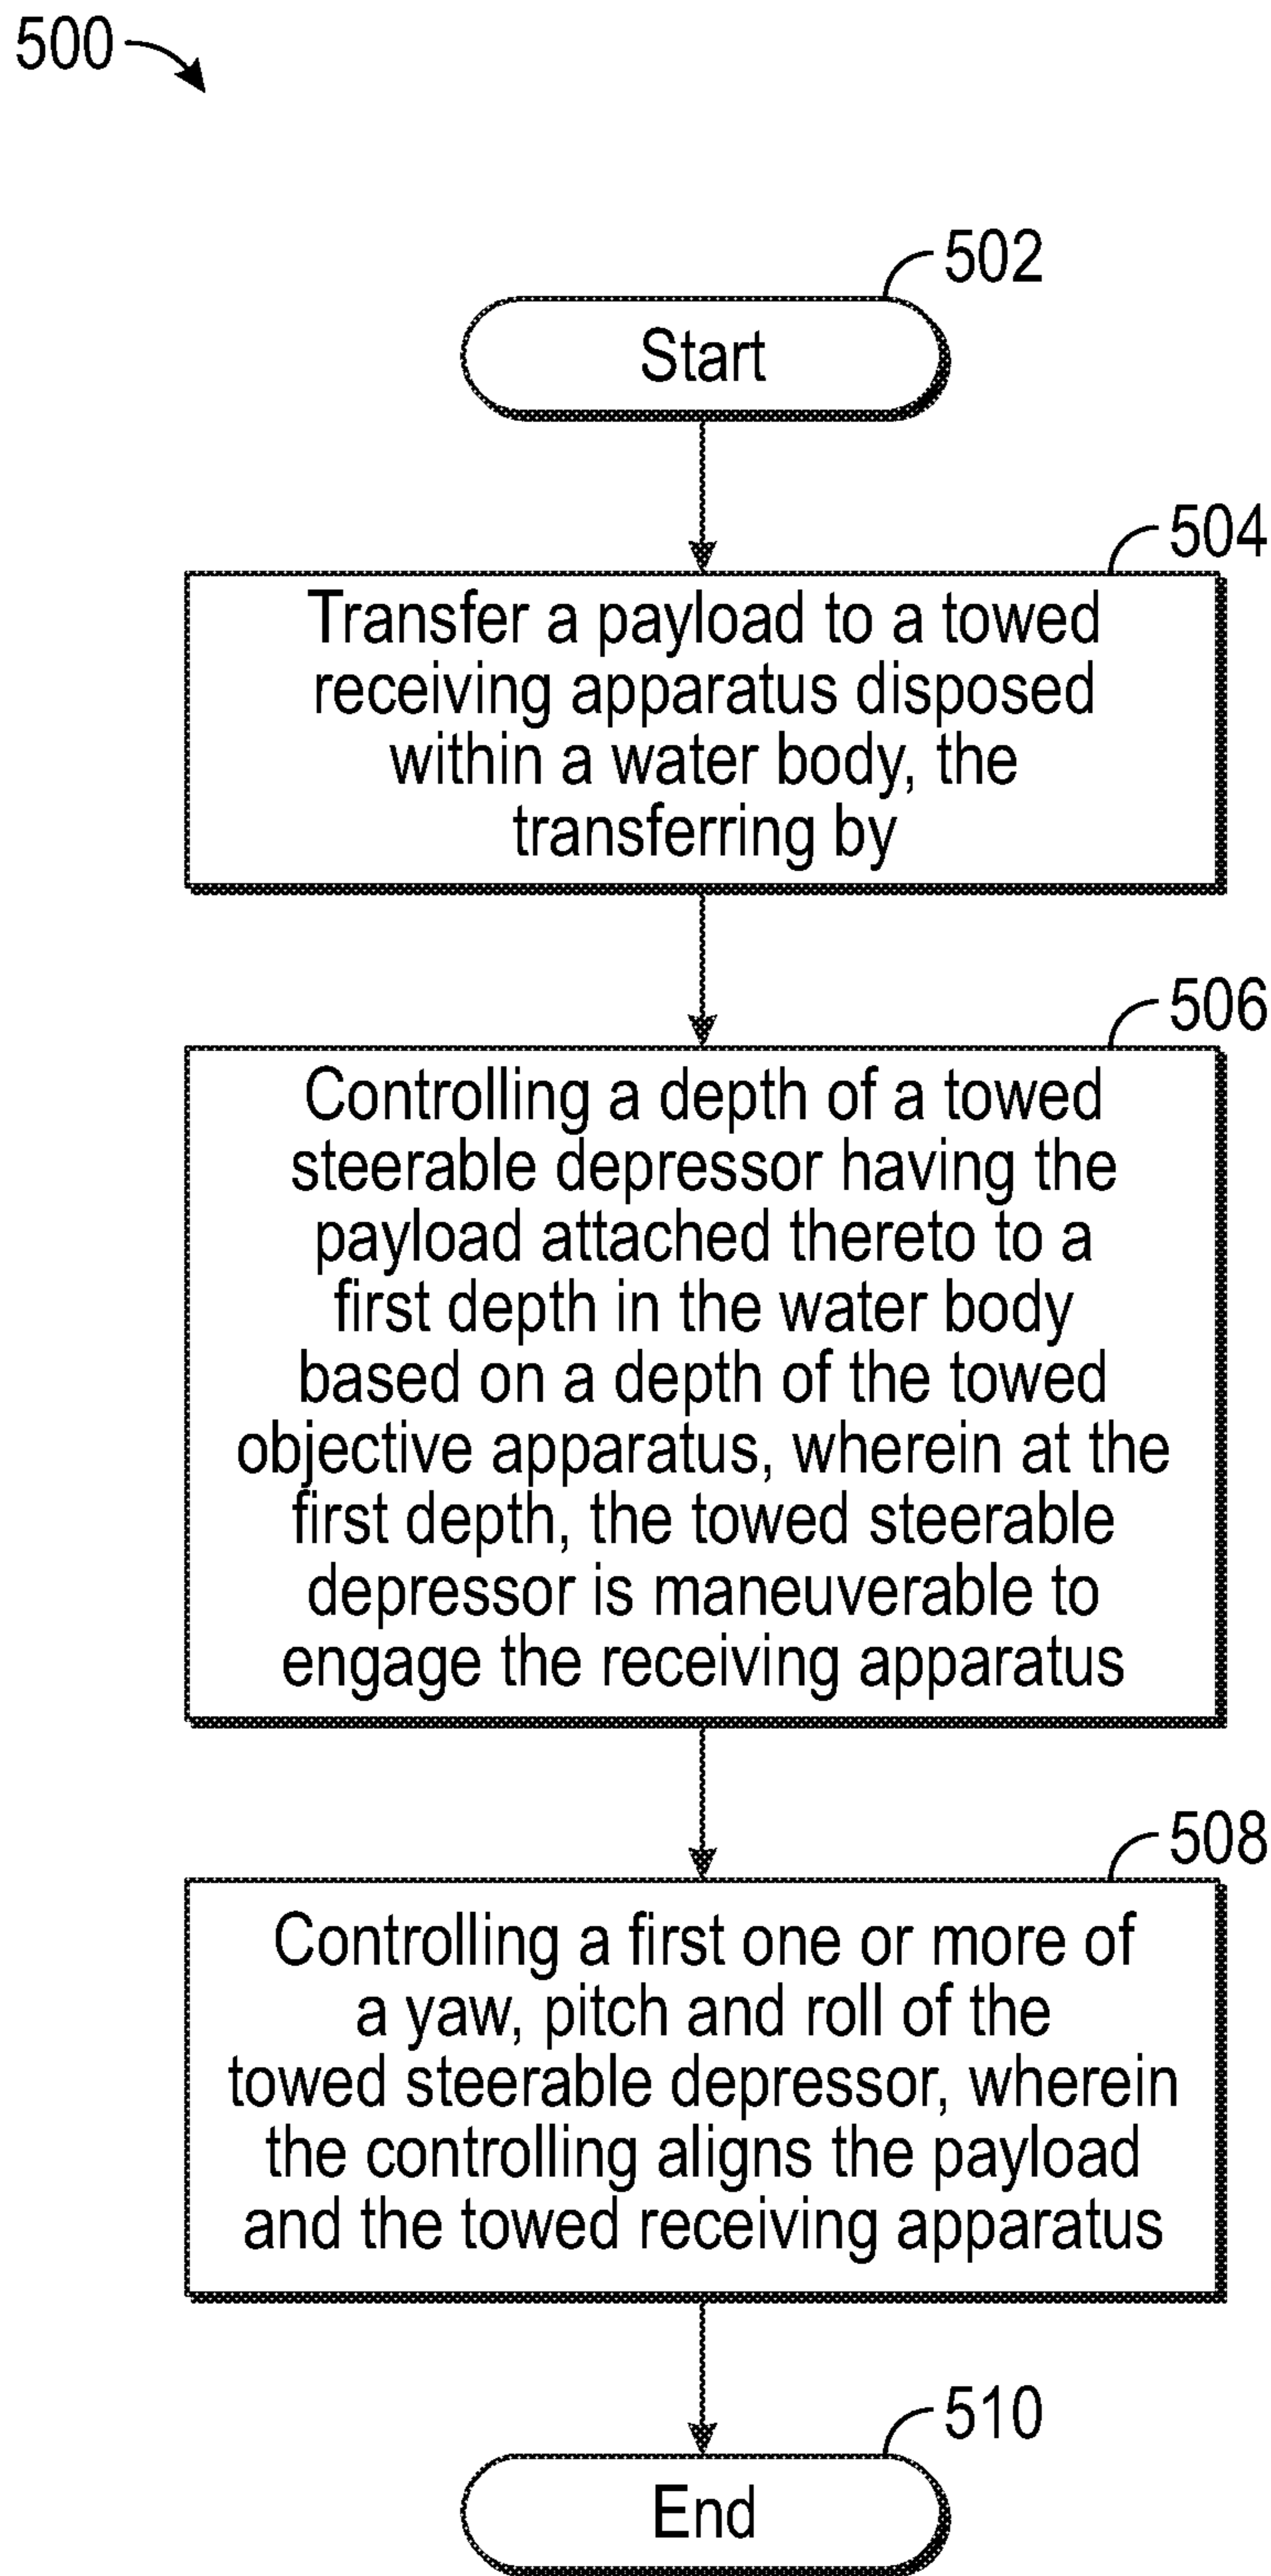 500
502
Start
504
Transfer a payload to a towed
receiving apparatus disposed
within a water body, the
transferring by
506
Controlling a depth of a towed
steerable depressor having the
payload attached thereto to a
first depth in the water body
based on a depth of the towed
objective apparatus, wherein at the
first depth, the towed steerable
depressor is maneuverable to
engage the receiving apparatus
508
Controlling a first one or more of
a yaw, pitch and roll of the
towed steerable depressor, wherein
the controlling aligns the payload
and the towed receiving apparatus
510
End